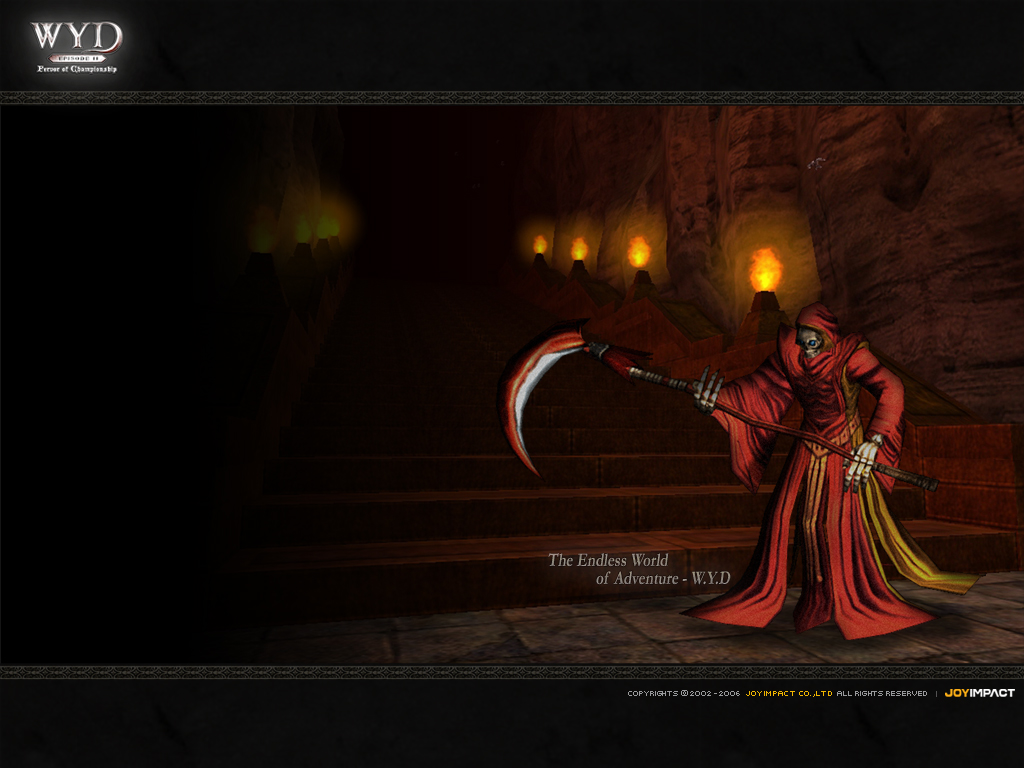 WYD
EPISODE II
Fervor of Championship
The Endless World
of Adventure - W.Y.D
COPYRIGHTS © 2002-2006 JOYIMPACT CO.,LTD ALL RIGHTS RESERVED | JOYIMPACT